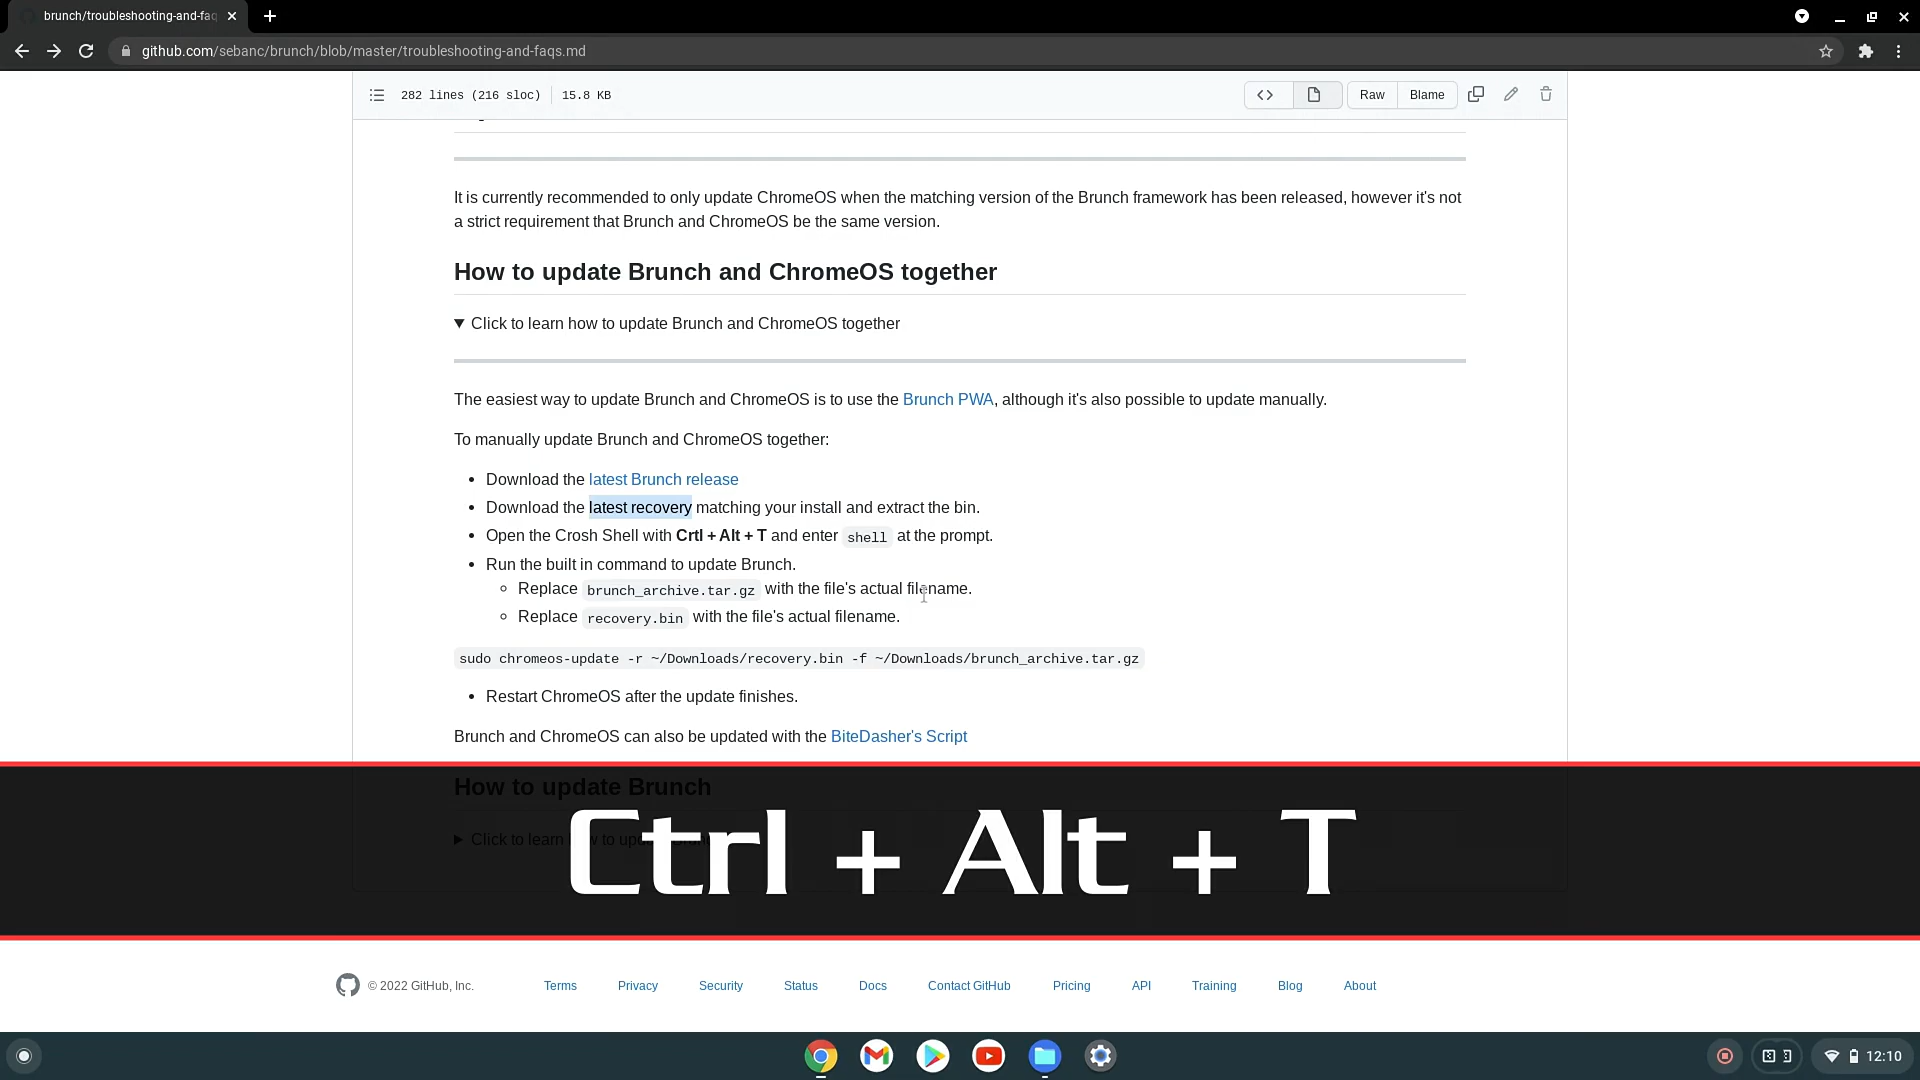 brunch/troubleshooting-and-faq
github.com/sebanc/brunch/blob/master/troubleshooting-and-faqs.md
282 lines (216 sloc) 15.8 KB
Raw
Blame
It is currently recommended to only update ChromeOS when the matching version of the Brunch framework has been released, however it's not
a strict requirement that Brunch and ChromeOS be the same version.
How to update Brunch and ChromeOS together
Click to learn how to update Brunch and ChromeOS together
The easiest way to update Brunch and ChromeOS is to use the Brunch PWA, although it's also possible to update manually.
To manually update Brunch and ChromeOS together:
Download the latest Brunch release
Download the latest recovery matching your install and extract the bin.
Open the Crosh Shell with Crtl + Alt + T and enter shell at the prompt.
Run the built in command to update Brunch.
Replace brunch_archive.tar.gz with the file's actual filename.
Replace recovery.bin with the file's actual filename.
sudo chromeos-update -r ~/Downloads/recovery.bin -f ~/Downloads/brunch_archive.tar.gz
Restart ChromeOS after the update finishes.
Brunch and ChromeOS can also be updated with the BiteDasher's Script
How to update Brunch
Click to learn
Ctrl + Alt + T
© 2022 GitHub, Inc.
Terms
Privacy
Security
Status
Docs
Contact GitHub
Pricing
API
Training
Blog
About
12:10